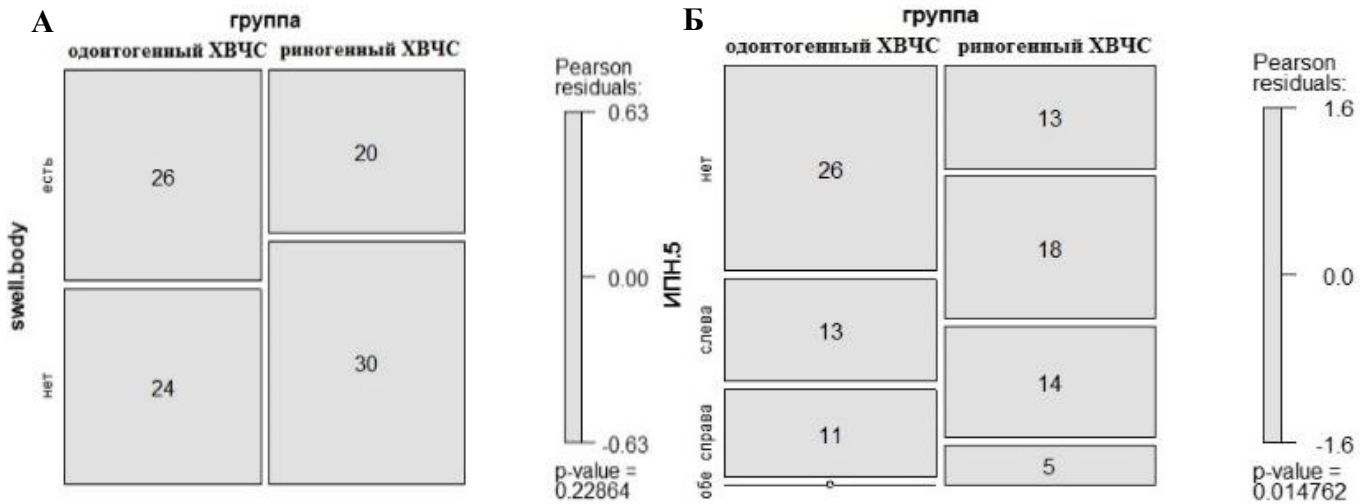 А
группа
одонтогенный ХВЧС риногенный ХВЧС
swell.body
есть
нет
26
20
24
30
Pearson
residuals:
0.63
0.00
-0.63
p-value =
0.22864
Б
группа
одонтогенный ХВЧС риногенный ХВЧС
ИПН.5
нет
слева
справа
обе
26
13
13
18
11
14
0
5
Pearson
residuals:
1.6
0.0
-1.6
p-value =
0.014762